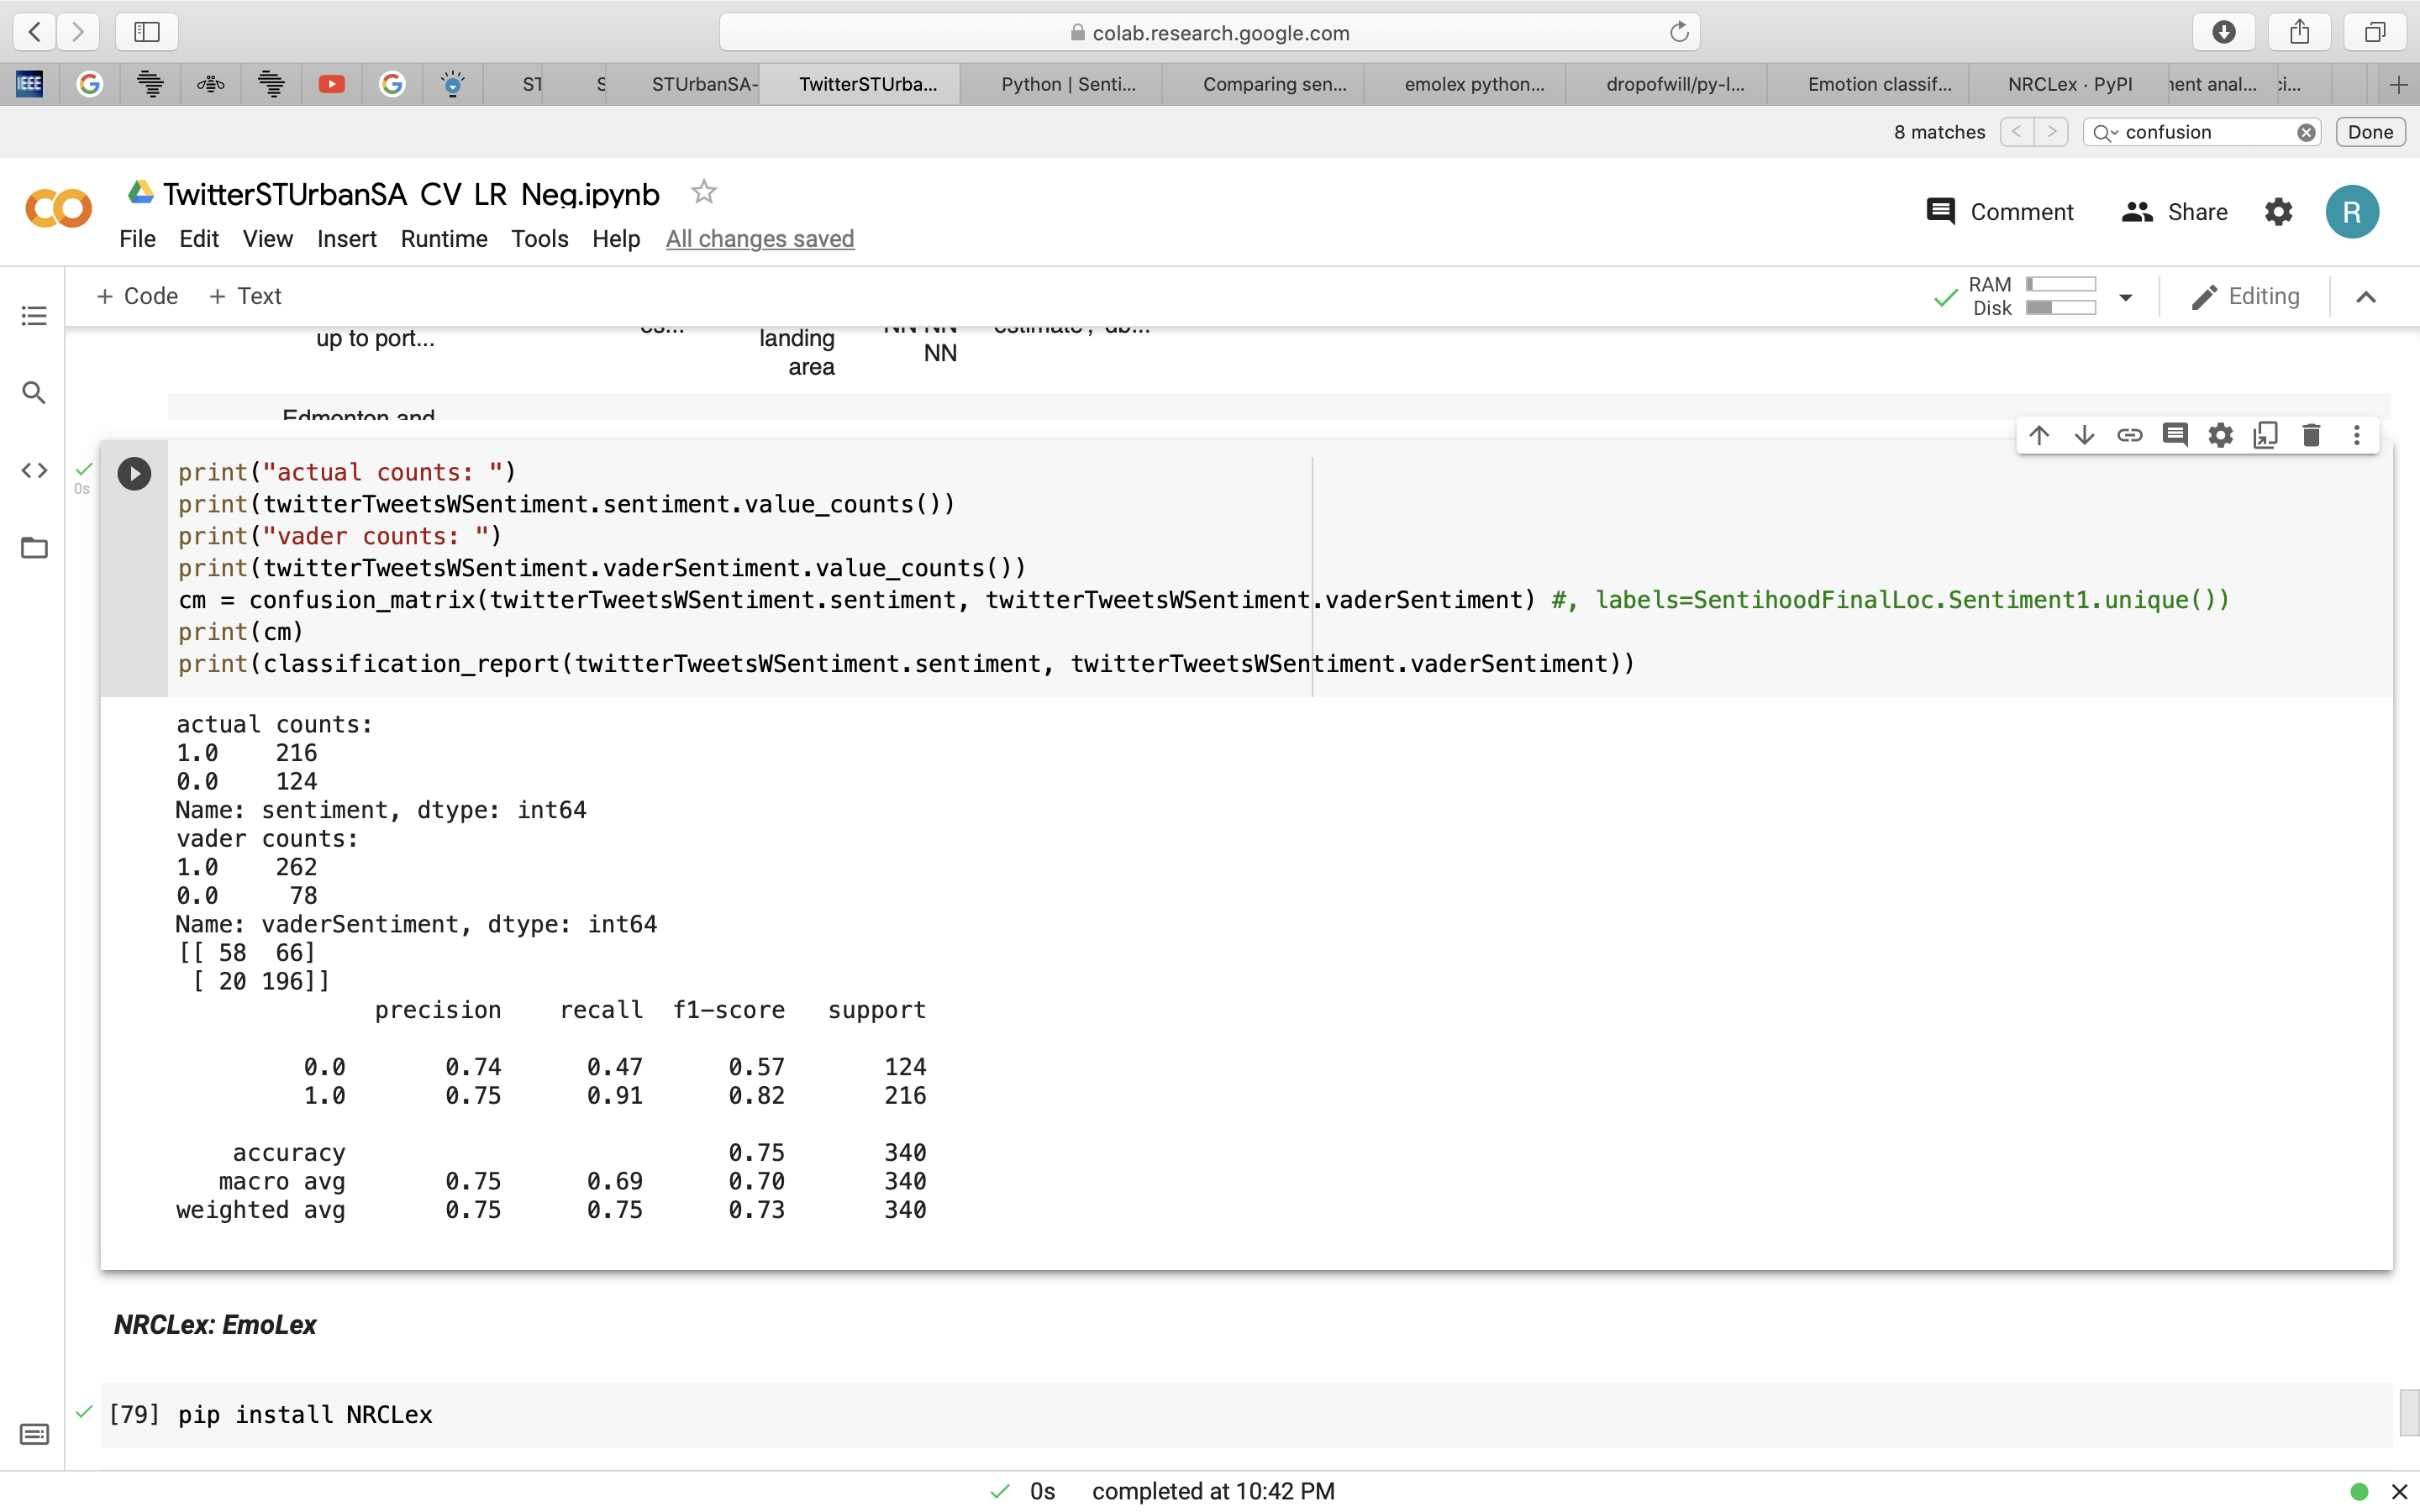 colab.research.google.com
IEEE
ST
S
STUrbanSA-
TwitterSTUrba...
Python | Senti...
Comparing sen...
emolex python...
dropofwill/py-l...
Emotion classif...
NRCLex · PyPI
nent anal...
8 matches
confusion
Done
TwitterSTUrbanSA_CV_LR_Neg.ipynb
Comment
Share
R
File Edit View Insert Runtime Tools Help All changes saved
+ Code + Text
RAM
Disk
Editing
up to port...
es...
landing
area
NN NN
NN
estimate', 'db...
Edmonton and
0s
print("actual counts: ")
print(twitterTweetsWSentiment.sentiment.value_counts())
print("vader counts: ")
print(twitterTweetsWSentiment.vaderSentiment.value_counts())
cm = confusion_matrix(twitterTweetsWSentiment.sentiment, twitterTweetsWSentiment.vaderSentiment) #, labels=SentihoodFinalLoc.Sentiment1.unique())
print(cm)
print(classification_report(twitterTweetsWSentiment.sentiment, twitterTweetsWSentiment.vaderSentiment))
actual counts:
1.0    216
0.0    124
Name: sentiment, dtype: int64
vader counts:
1.0    262
0.0     78
Name: vaderSentiment, dtype: int64
[[ 58  66]
 [ 20 196]]
precision    recall  f1-score   support
0.0       0.74      0.47      0.57       124
1.0       0.75      0.91      0.82       216
accuracy                           0.75       340
macro avg       0.75      0.69      0.70       340
weighted avg       0.75      0.75      0.73       340
NRCLex: EmoLex
[79] pip install NRCLex
0s completed at 10:42 PM